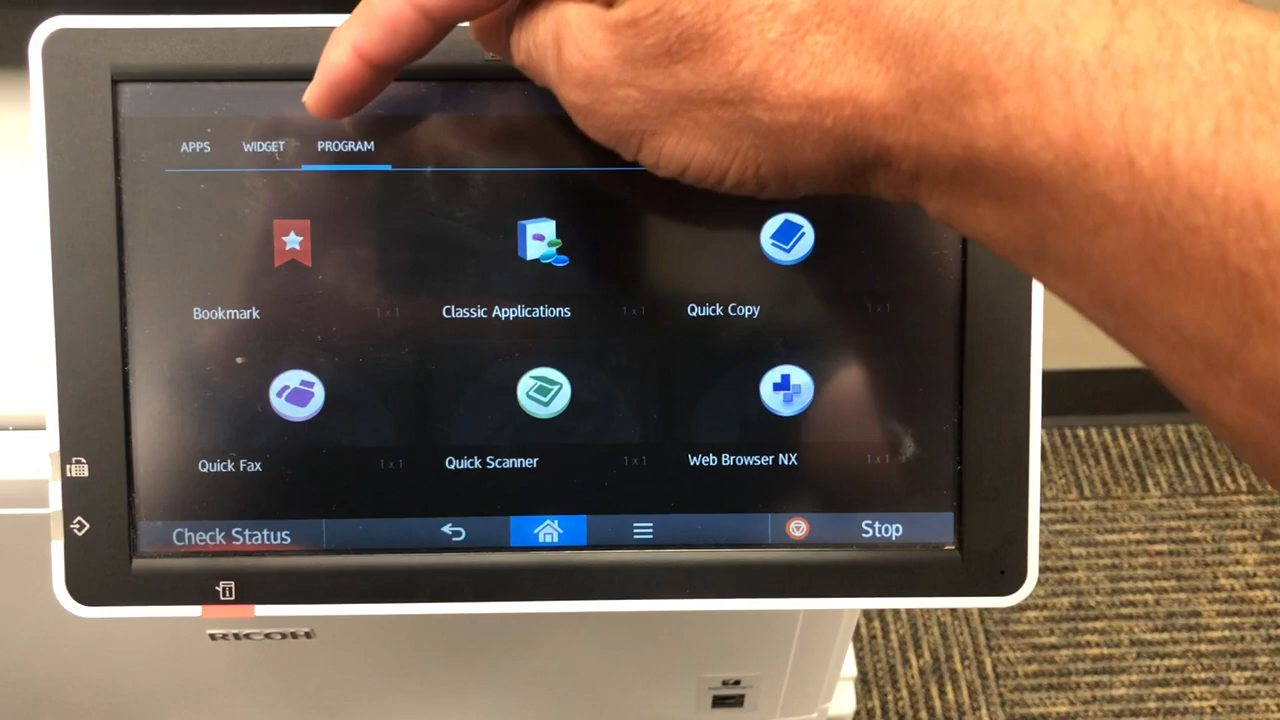 APPS WIDGET PROGRAM
Bookmark 1 x 1 Classic Applications 1 x 1 Quick Copy 1 x 1
Quick Fax 1 x 1 Quick Scanner 1 x 1 Web Browser NX 1 x 1
Check Status Stop
RICOH